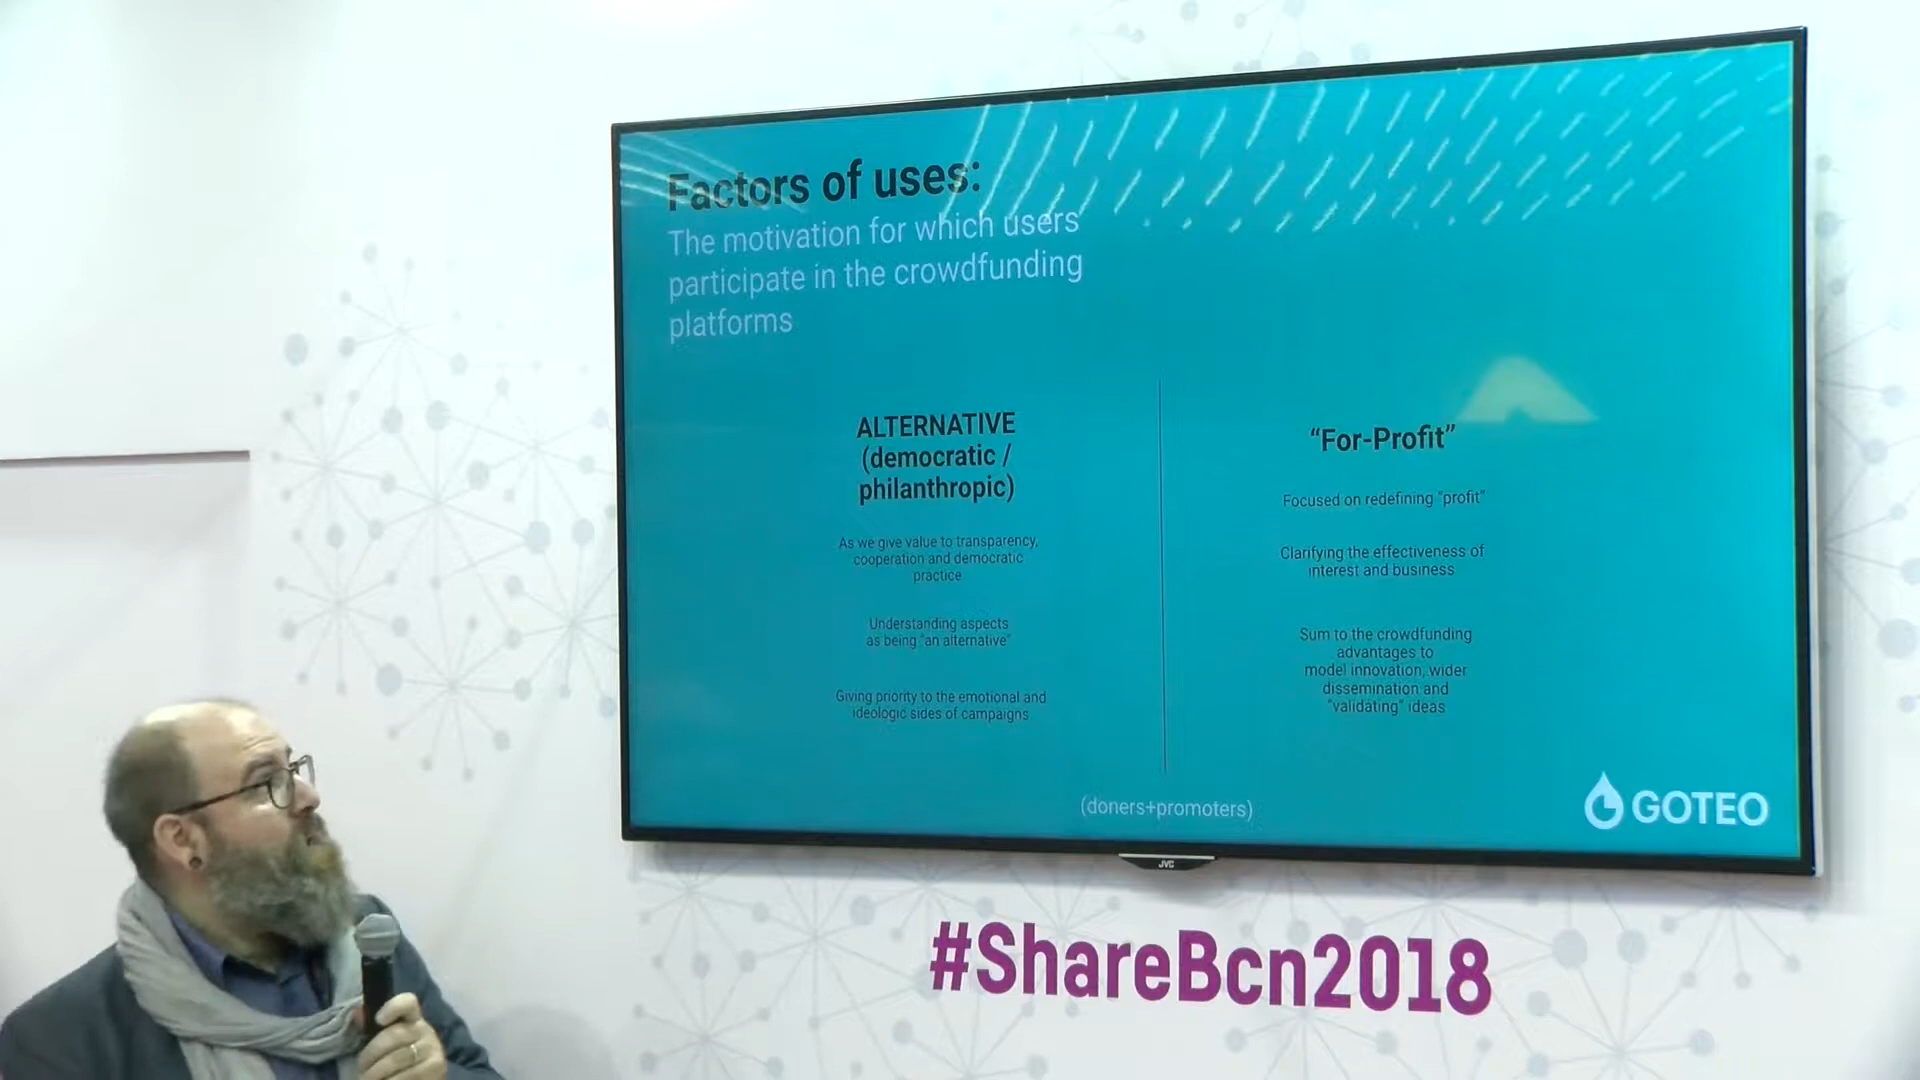 Factors of uses:
The motivation for which users
participate in the crowdfunding
platforms
ALTERNATIVE
(democratic /
philanthropic)
As we give value to transparency,
cooperation and democratic
practice
Understanding aspects
as being "an alternative"
Giving priority to the emotional and
ideologic sides of campaigns
“For-Profit”
Focused on redefining "profit"
Clarifying the effectiveness of
interest and business
Sum to the crowdfunding
advantages to
model innovation, wider
dissemination and
"validating" ideas
(doners+promoters)
GOTEO
JVC
#ShareBcn2018